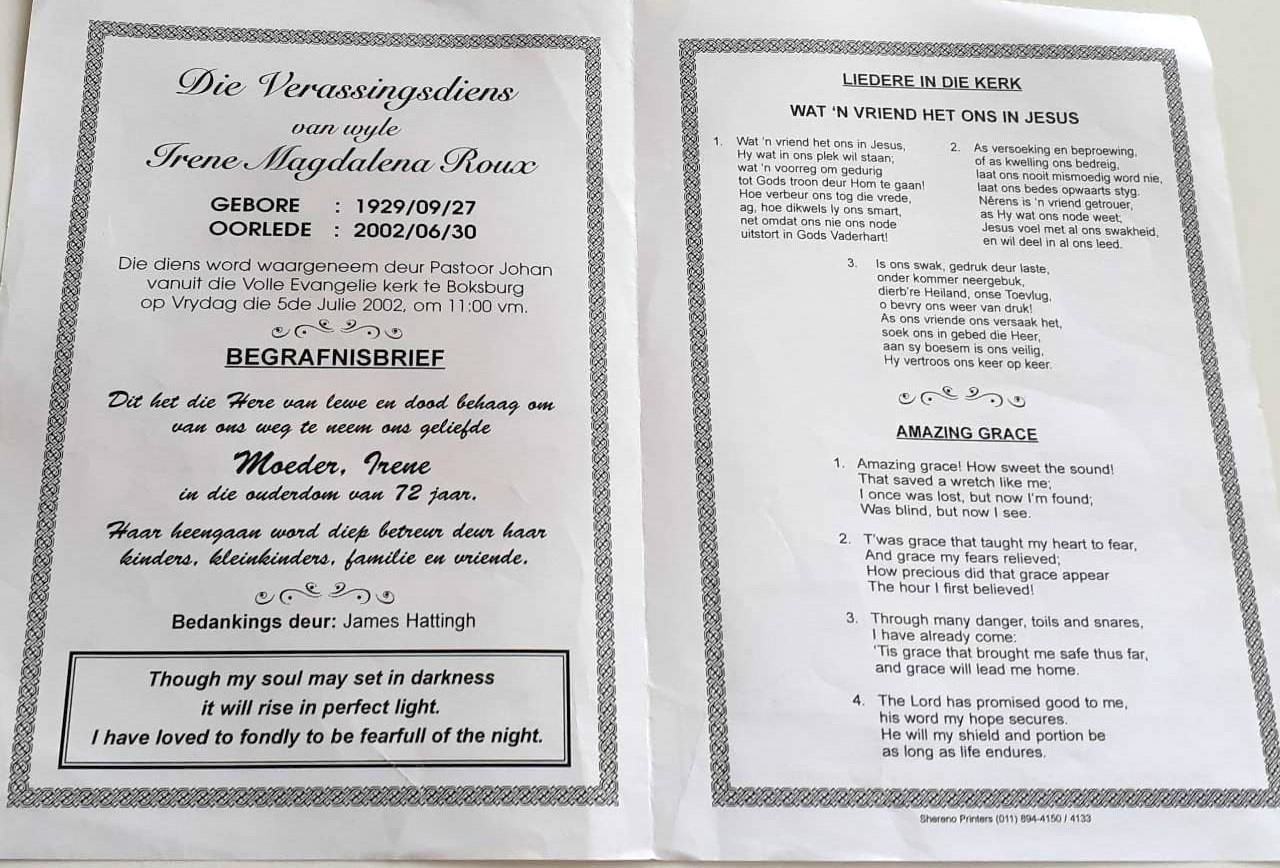 Die Verassingsdiens
van wyle
Irene Magdalena Roux
GEBORE : 1929/09/27
OORLEDE : 2002/06/30
Die diens word waargeneem deur Pastoor Johan
vanuit die Volle Evangelie kerk te Boksburg
op Vrydag die 5de Julie 2002, om 11:00 vm.
BEGRAFNISBRIEF
Dit het die Here van lewe en dood behaag om
van ons weg te neem ons geliefde
Moeder, Irene
in die ouderdom van 72 jaar.
Haar heengaan word diep betreur deur haar
kinders, kleinkinders, familie en vriende.
Bedankings deur: James Hattingh
Though my soul may set in darkness
it will rise in perfect light.
I have loved to fondly to be fearfull of the night.
LIEDERE IN DIE KERK
WAT 'N VRIEND HET ONS IN JESUS
1. Wat 'n vriend het ons in Jesus,
Hy wat in ons plek wil staan;
wat 'n voorreg om gedurig
tot Gods troon deur Hom te gaan!
Hoe verbeur ons tog die vrede,
ag, hoe dikwels ly ons smart,
net omdat ons nie ons node
uitstort in Gods Vaderhart!
2. As versoeking en beproewing,
of as kwelling ons bedreig,
laat ons nooit mismoedig word nie,
laat ons bedes opwaarts styg.
Nêrens is 'n vriend getrouer,
as Hy wat ons node weet;
Jesus voel met al ons swakheid,
en wil deel in al ons leed.
3. Is ons swak, gedruk deur laste,
onder kommer neergebuk,
dierb're Heiland, onse Toevlug,
o bevry ons weer van druk!
As ons vriende ons versaak het,
soek ons in gebed die Heer,
aan sy boesem is ons veilig,
Hy vertroos ons keer op keer.
AMAZING GRACE
1. Amazing grace! How sweet the sound!
That saved a wretch like me;
I once was lost, but now I'm found;
Was blind, but now I see.
2. T'was grace that taught my heart to fear,
And grace my fears relieved;
How precious did that grace appear
The hour I first believed!
3. Through many danger, toils and snares,
I have already come:
'Tis grace that brought me safe thus far,
and grace will lead me home.
4. The Lord has promised good to me,
his word my hope secures.
He will my shield and portion be
as long as life endures.
Shereno Printers (011) 894-4150 / 4133